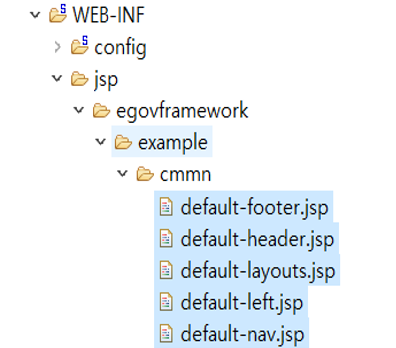 WEB-INF
config
jsp
egovframework
example
cmmn
default-footer.jsp
default-header.jsp
default-layouts.jsp
default-left.jsp
default-nav.jsp